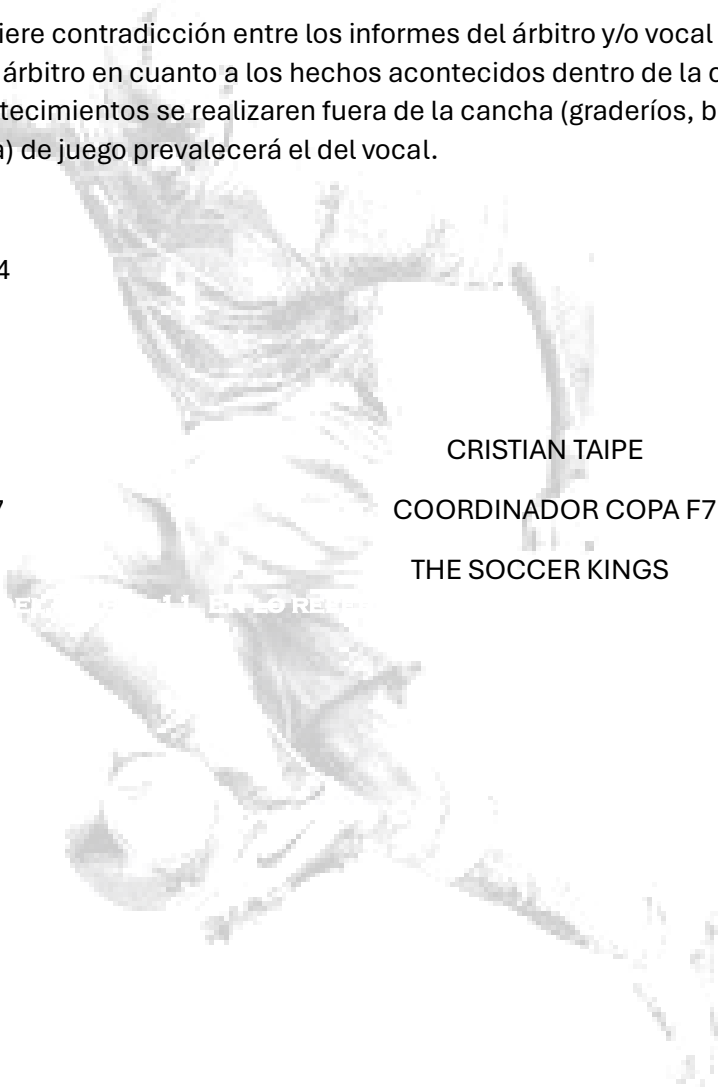 iere contradicción entre los informes del árbitro y/o vocal
árbitro en cuanto a los hechos acontecidos dentro de la c
tecimientos se realizaren fuera de la cancha (graderíos, b
a) de juego prevalecerá el del vocal.
4
CRISTIAN TAIPE
7
COORDINADOR COPA F7
THE SOCCER KINGS
EN LO